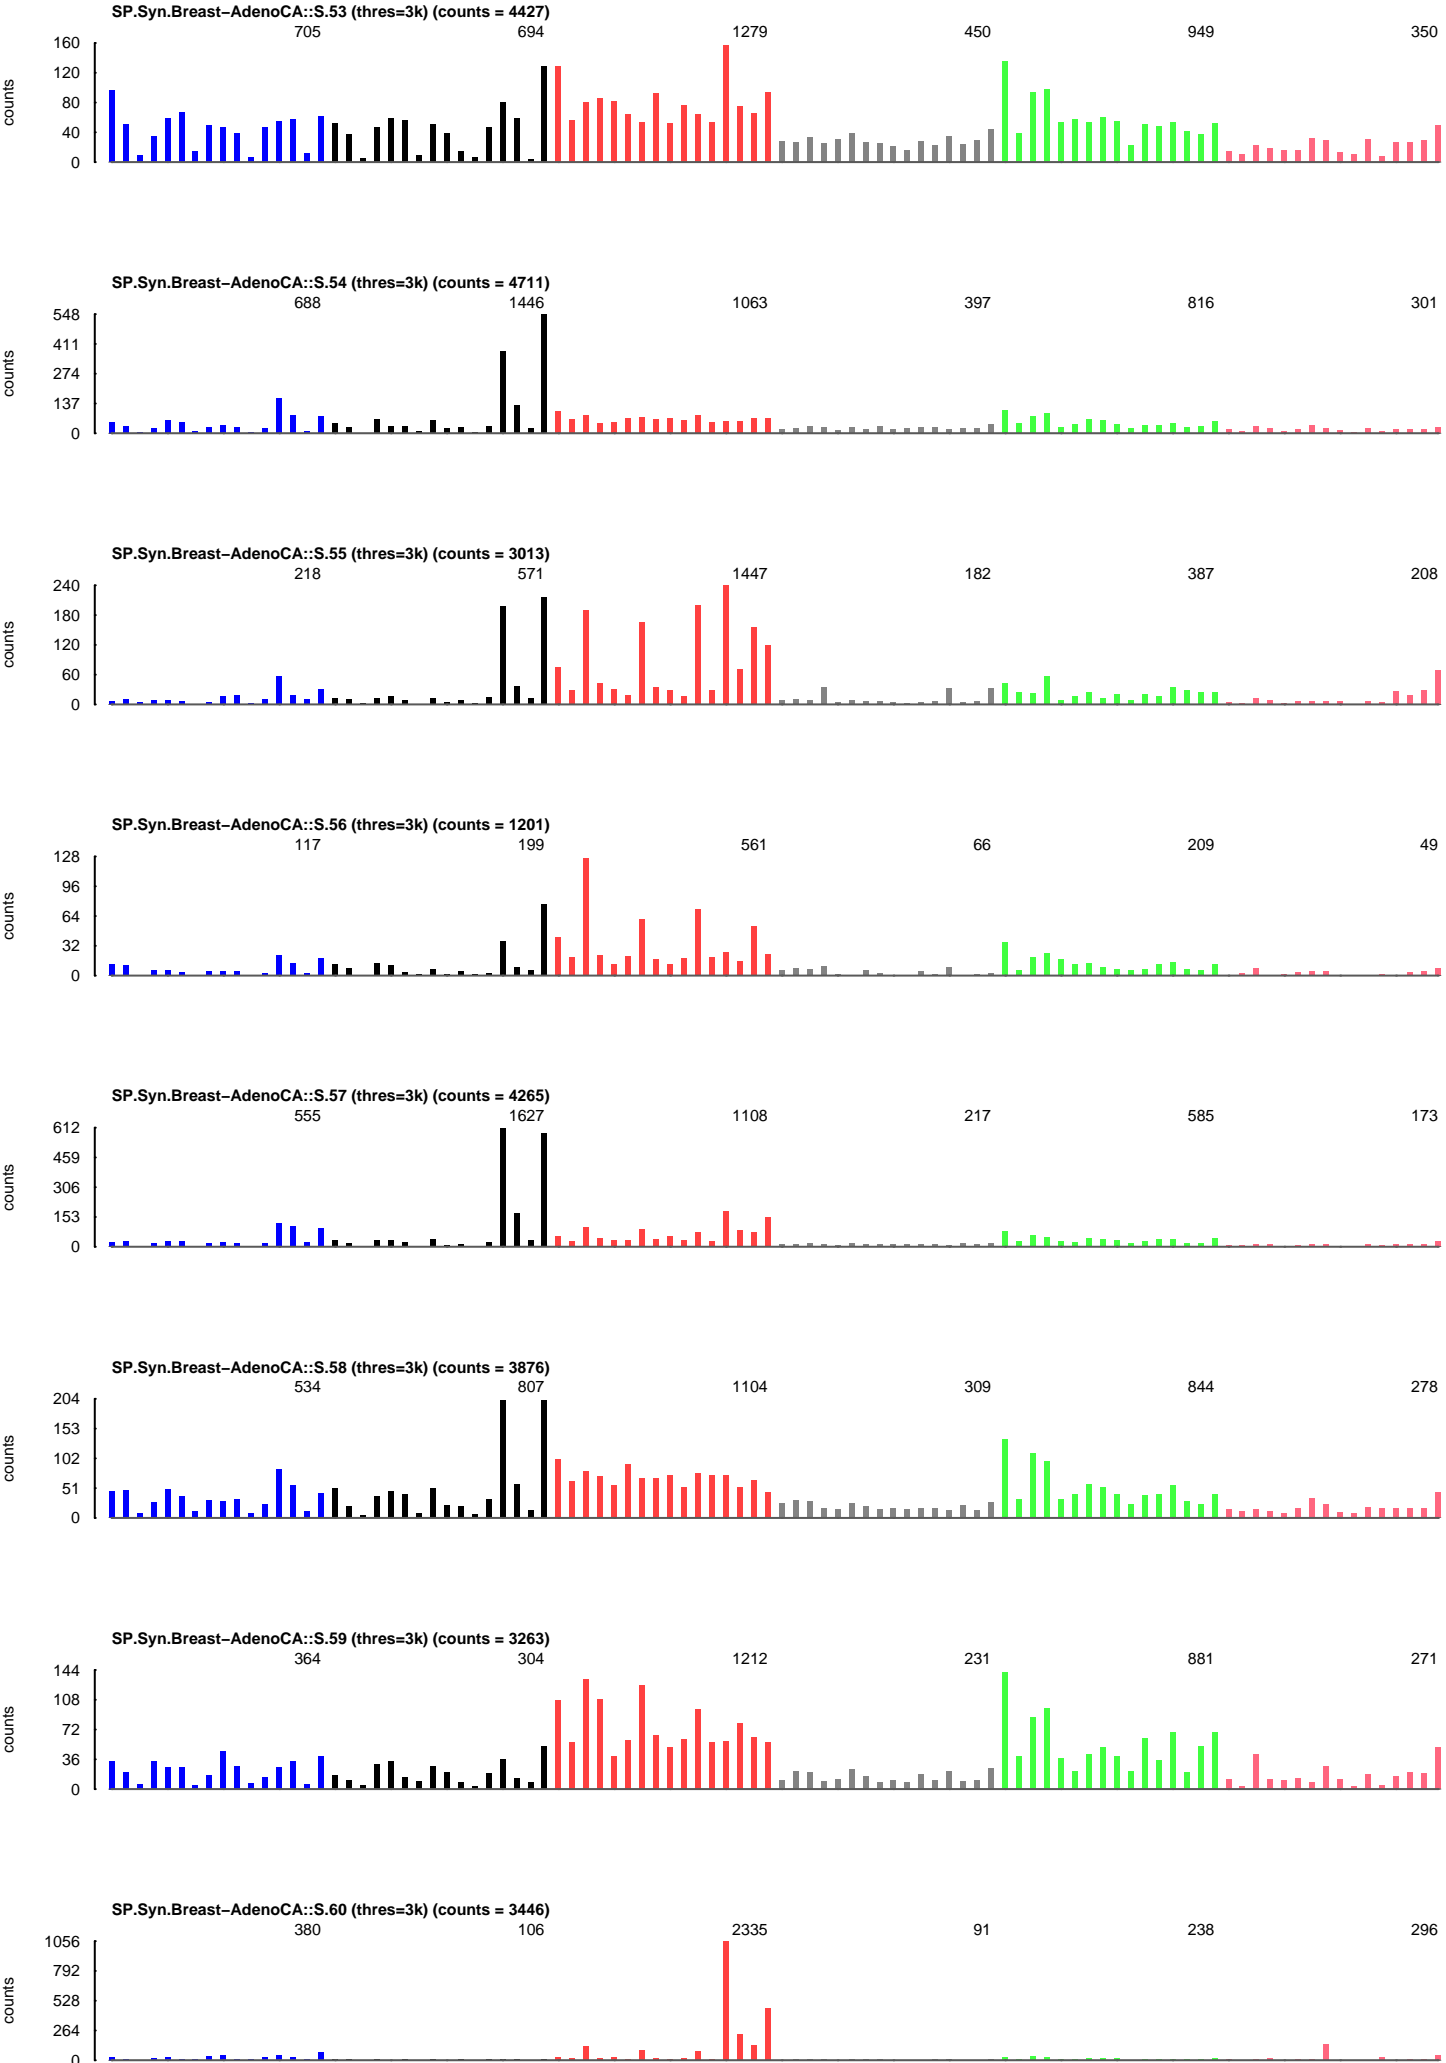 SP.Syn.Breast−AdenoCA::S.53 (thres=3k) (counts = 4427)
705 694 1279 450 949 350
160
120
80
40
0
counts
SP.Syn.Breast−AdenoCA::S.54 (thres=3k) (counts = 4711)
688 1446 1063 397 816 301
548
411
274
137
0
counts
SP.Syn.Breast−AdenoCA::S.55 (thres=3k) (counts = 3013)
218 571 1447 182 387 208
240
180
120
60
0
counts
SP.Syn.Breast−AdenoCA::S.56 (thres=3k) (counts = 1201)
117 199 561 66 209 49
128
96
64
32
0
counts
SP.Syn.Breast−AdenoCA::S.57 (thres=3k) (counts = 4265)
555 1627 1108 217 585 173
612
459
306
153
0
counts
SP.Syn.Breast−AdenoCA::S.58 (thres=3k) (counts = 3876)
534 807 1104 309 844 278
204
153
102
51
0
counts
SP.Syn.Breast−AdenoCA::S.59 (thres=3k) (counts = 3263)
364 304 1212 231 881 271
144
108
72
36
0
counts
SP.Syn.Breast−AdenoCA::S.60 (thres=3k) (counts = 3446)
380 106 2335 91 238 296
1056
792
528
264
0
counts